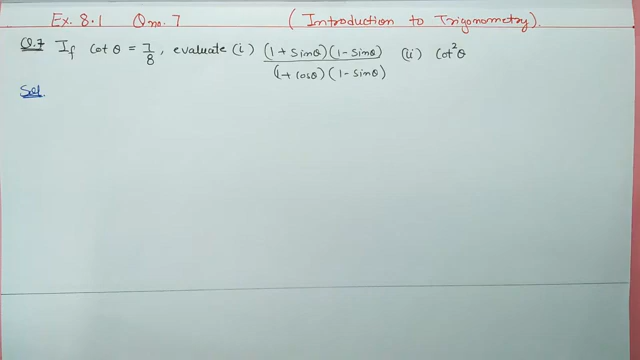 Ex. 8.1 Q no. 7 (Introduction to Trigonometry).
Q.7 If cot θ = 7/8, evaluate (i) (1 + sinθ)(1 - sinθ) / (1 + cosθ)(1 - sinθ) (ii) cot²θ
Sol.